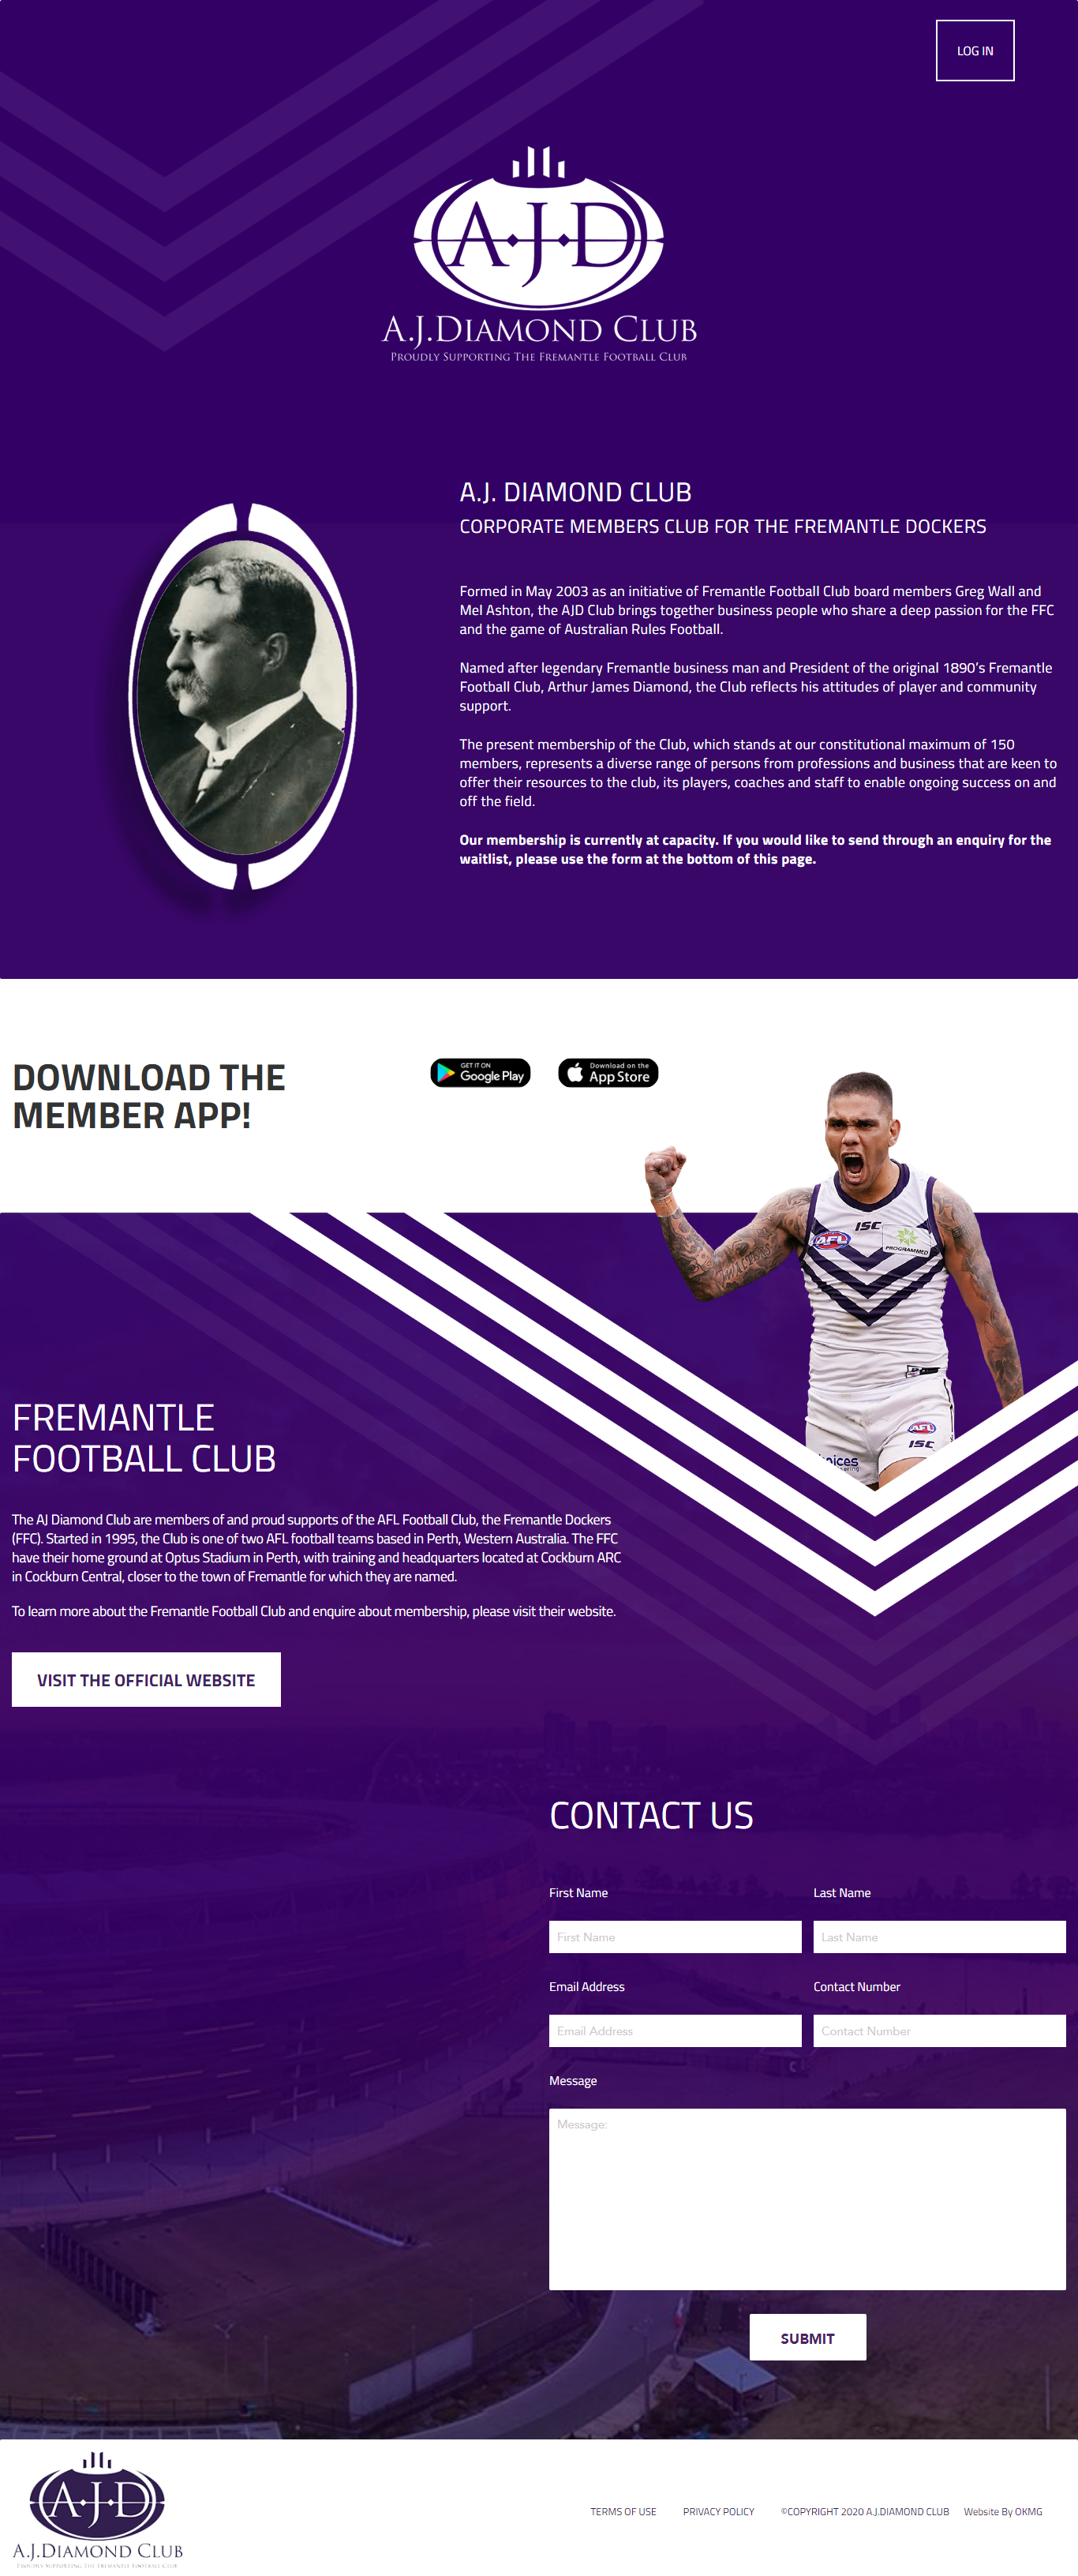 LOG IN
A.J.D
A.J.DIAMOND CLUB
PROUDLY SUPPORTING THE FREMANTLE FOOTBALL CLUB
A.J. DIAMOND CLUB
CORPORATE MEMBERS CLUB FOR THE FREMANTLE DOCKERS
Formed in May 2003 as an initiative of Fremantle Football Club board members Greg Wall and
Mel Ashton, the AJD Club brings together business people who share a deep passion for the FFC
and the game of Australian Rules Football.
Named after legendary Fremantle business man and President of the original 1890’s Fremantle
Football Club, Arthur James Diamond, the Club reflects his attitudes of player and community
support.
The present membership of the Club, which stands at our constitutional maximum of 150
members, represents a diverse range of persons from professions and business that are keen to
offer their resources to the club, its players, coaches and staff to enable ongoing success on and
off the field.
Our membership is currently at capacity. If you would like to send through an enquiry for the
waitlist, please use the form at the bottom of this page.
DOWNLOAD THE
MEMBER APP!
GET IT ON
Google Play
Download on the
App Store
ISC
AFL
PROGRAMMED
AFL
ISC
FREMANTLE
FOOTBALL CLUB
The AJ Diamond Club are members of and proud supports of the AFL Football Club, the Fremantle Dockers
(FFC). Started in 1995, the Club is one of two AFL football teams based in Perth, Western Australia. The FFC
have their home ground at Optus Stadium in Perth, with training and headquarters located at Cockburn ARC
in Cockburn Central, closer to the town of Fremantle for which they are named.
To learn more about the Fremantle Football Club and enquire about membership, please visit their website.
VISIT THE OFFICIAL WEBSITE
CONTACT US
First Name
Last Name
First Name
Last Name
Email Address
Contact Number
Email Address
Contact Number
Message
Message:
SUBMIT
A.J.D
A.J.DIAMOND CLUB
PROUDLY SUPPORTING THE FREMANTLE FOOTBALL CLUB
TERMS OF USE
PRIVACY POLICY
©COPYRIGHT 2020 A.J.DIAMOND CLUB
Website By OKMG